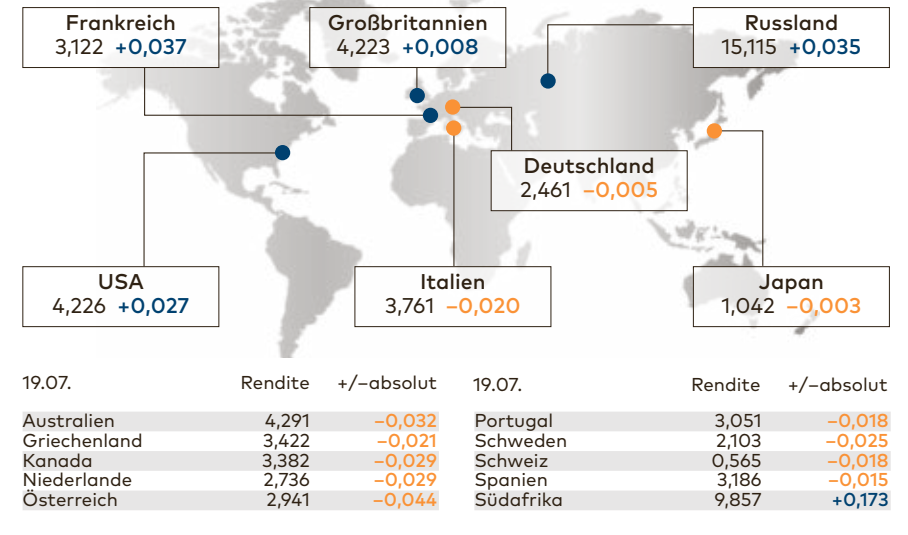 Frankreich
3,122 +0,037
Großbritannien
4,223 +0,008
Russland
15,115 +0,035
Deutschland
2,461 −0,005
USA
4,226 +0,027
Italien
3,761 −0,020
Japan
1,042 −0,003
19.07. Rendite +/−absolut
Australien 4,291 −0,032
Griechenland 3,422 −0,021
Kanada 3,382 −0,029
Niederlande 2,736 −0,029
Österreich 2,941 −0,044
19.07. Rendite +/−absolut
Portugal 3,051 −0,018
Schweden 2,103 −0,025
Schweiz 0,565 −0,018
Spanien 3,186 −0,015
Südafrika 9,857 +0,173